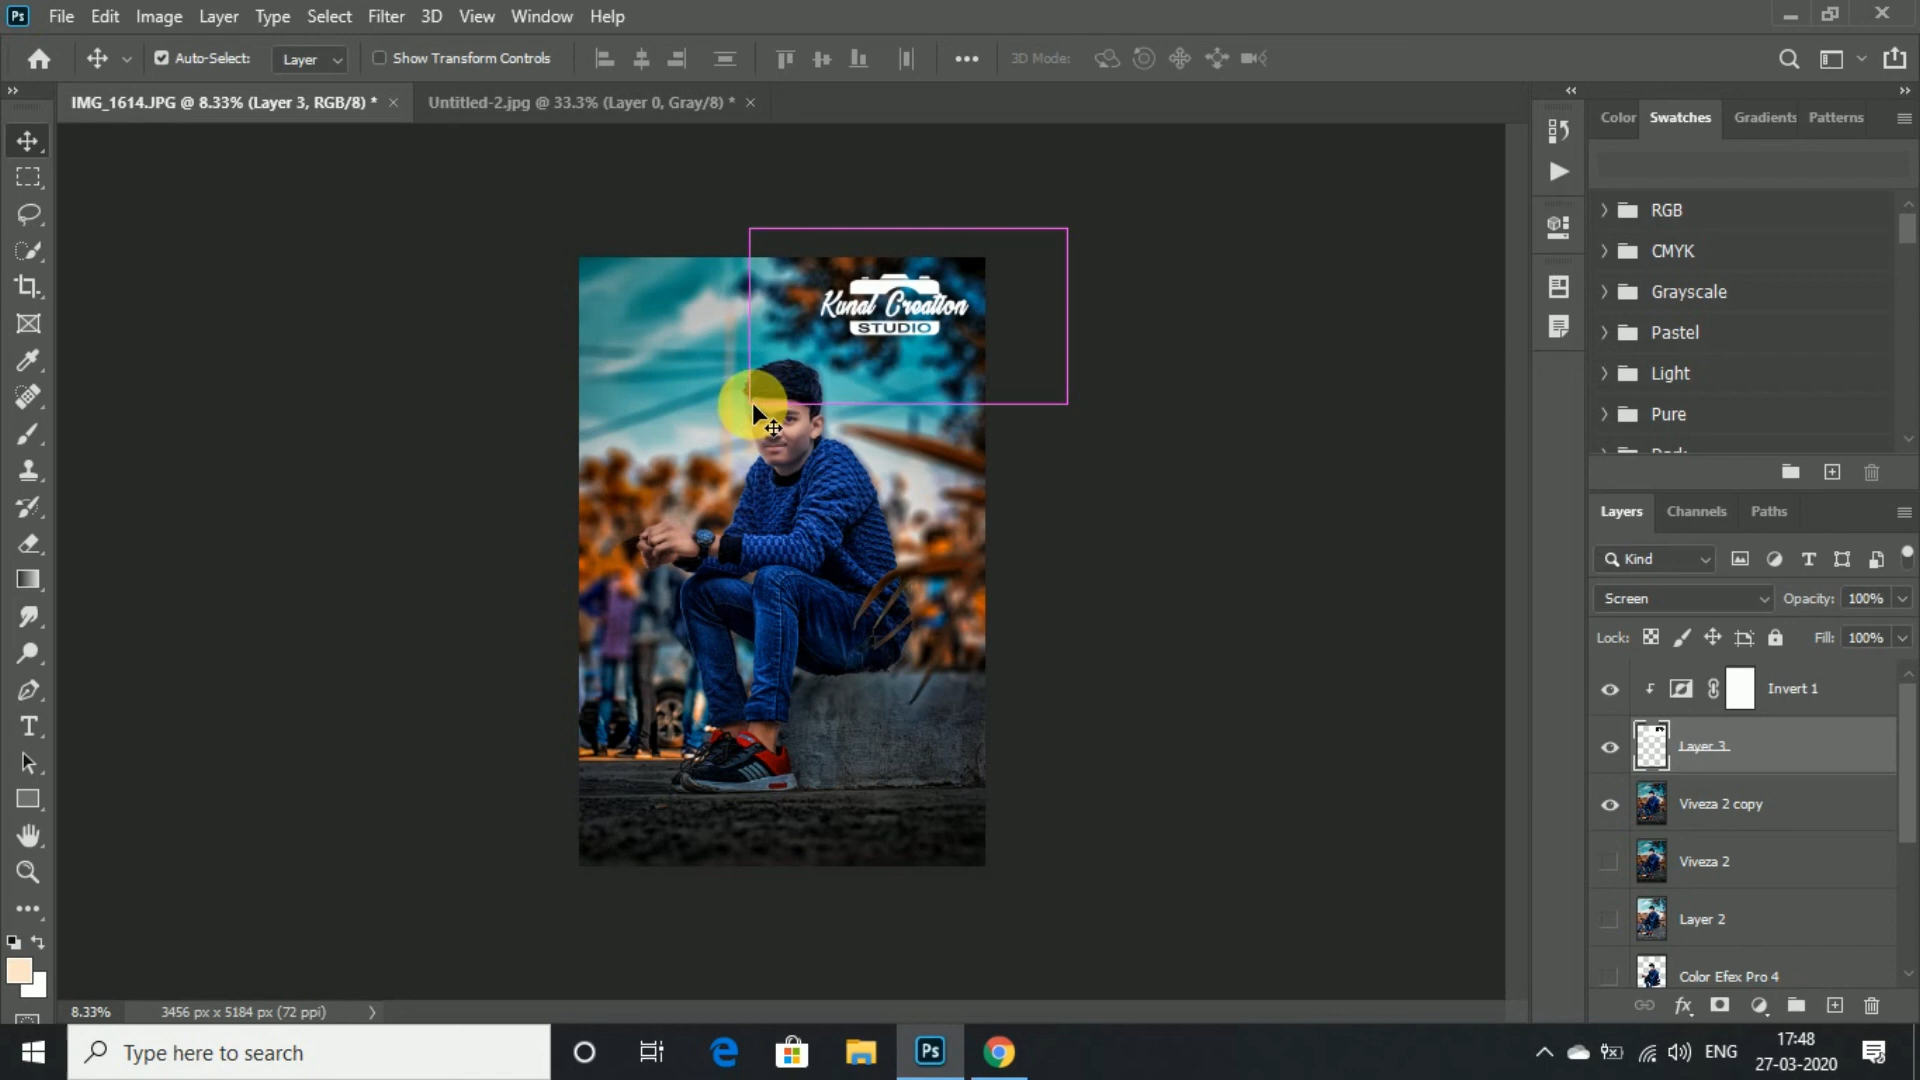 Ps File Edit Image Layer Type Select Filter 3D View Window Help
Auto-Select: Layer Show Transform Controls 3D Mode:
IMG_1614.JPG @ 8.33% (Layer 3, RGB/8) * × Untitled-2.jpg @ 33.3% (Layer 0, Gray/8) * ×
Color Swatches Gradients Patterns
RGB
CMYK
Grayscale
Pastel
Light
Pure
Kunal Creation
STUDIO
Layers Channels Paths
Kind
Screen Opacity: 100%
Lock: Fill: 100%
Invert 1
Layer 3
Viveza 2 copy
Viveza 2
Layer 2
Color Efex Pro 4
8.33% 3456 px x 5184 px (72 ppi)
Type here to search
Ps
ENG
17:48
27-03-2020